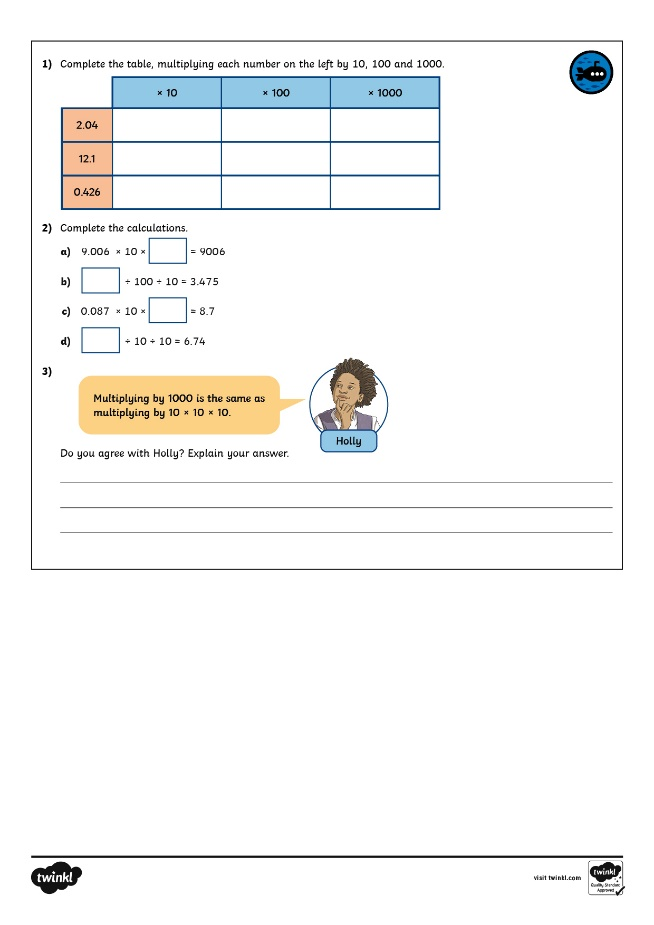 1) Complete the table, multiplying each number on the left by 10, 100 and 1000.
× 10 × 100 × 1000
2.04
12.1
0.426
2) Complete the calculations.
a) 9.006 × 10 × = 9006
b) ÷ 100 ÷ 10 = 3.475
c) 0.087 × 10 × = 8.7
d) ÷ 10 ÷ 10 = 6.74
3)
Multiplying by 1000 is the same as
multiplying by 10 × 10 × 10.
Holly
Do you agree with Holly? Explain your answer.
twinkl
visit twinkl.com
twinkl
Quality Standard
Approved